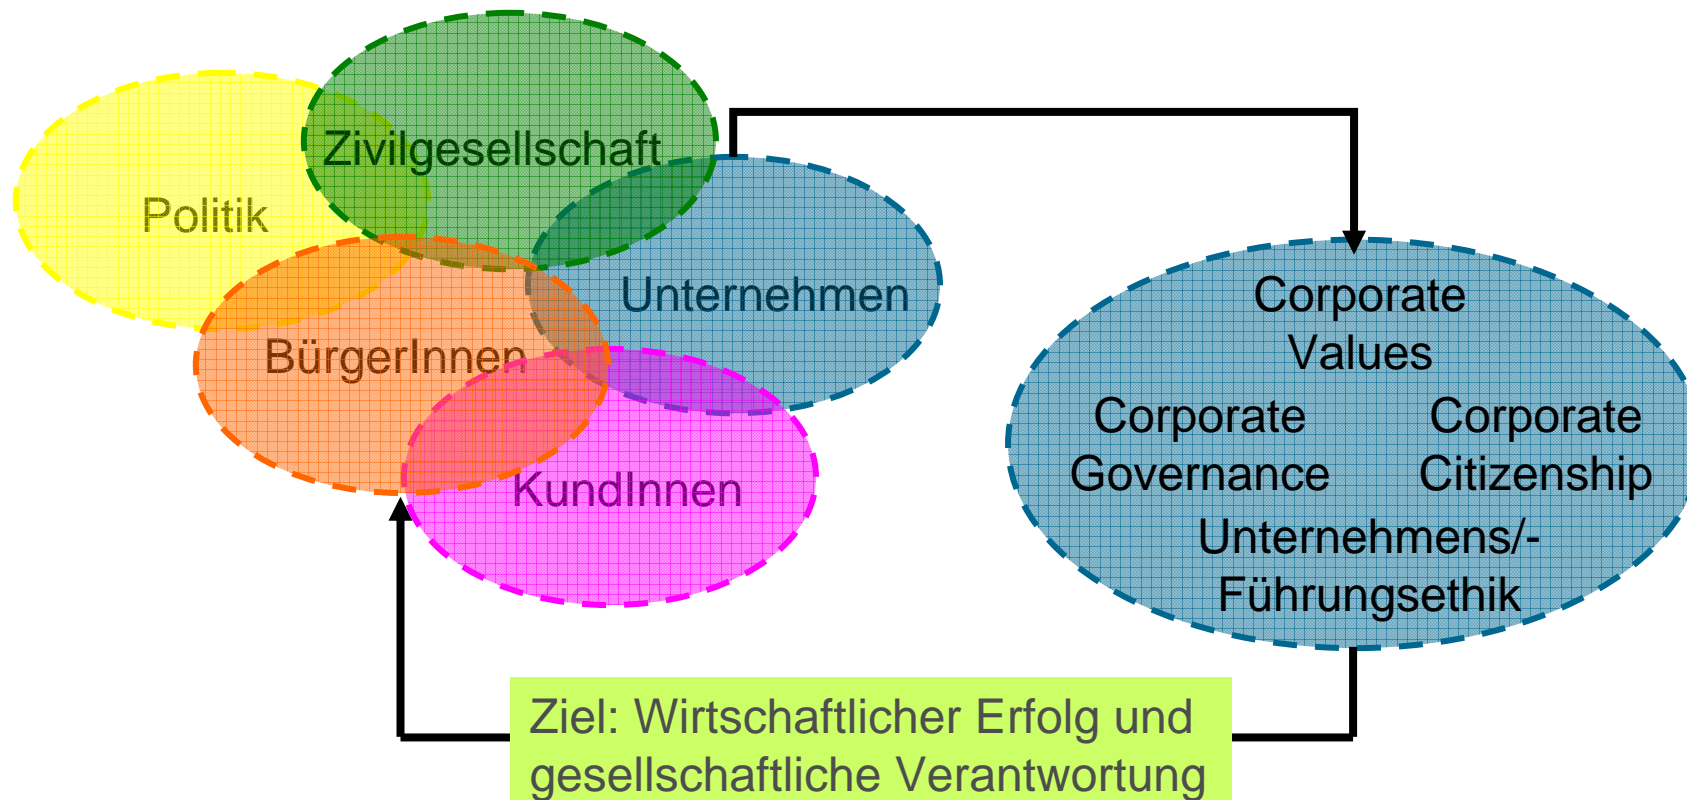 Zivilgesellschaft
Politik
Unternehmen
BürgerInnen
KundInnen
Corporate
Values
Corporate
Governance
Corporate
Citizenship
Unternehmens/-
Führungsethik
Ziel: Wirtschaftlicher Erfolg und
gesellschaftliche Verantwortung